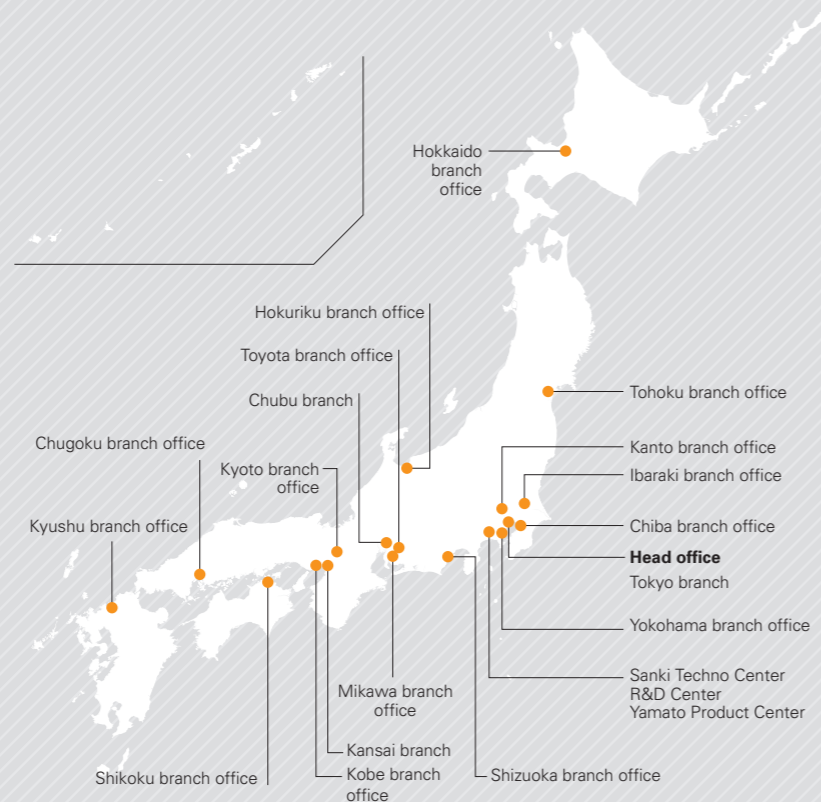 Hokkaido
branch
office
Hokuriku branch office
Toyota branch office
Chubu branch
Chugoku branch office
Kyoto branch
office
Kyushu branch office
Tohoku branch office
Kanto branch office
Ibaraki branch office
Chiba branch office
Head office
Tokyo branch
Yokohama branch office
Sanki Techno Center
R&D Center
Yamato Product Center
Mikawa branch
office
Kansai branch
Kobe branch
office
Shikoku branch office
Shizuoka branch office